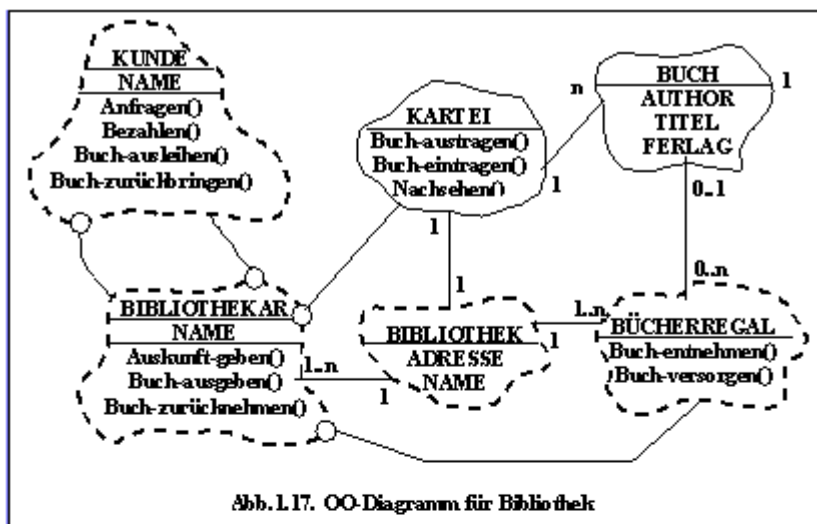 KUNDE
NAME
Anfragen()
Bezahlen()
Buch-ausleihen()
Buch-zurüchbringen()
KARTEI
Buch-austragen()
Buch-eintragen()
Nachsehen()
n
BUCH
1
AUTHOR
TITEL
FERLAG
1
0..1
1
1
0..n
BIBLIOTHEKAR
NAME
Auskunft-geben()
Buch-ausgeben()
Buch-zurücknehmen()
1..n
1
BIBLIOTHEK
ADRESSE
NAME
1..n
1
BÜCHERREGAL
Buch-entnehmen()
Buch-versorgen()
Abb.1.17. OO-Diagramm für Bibliothek